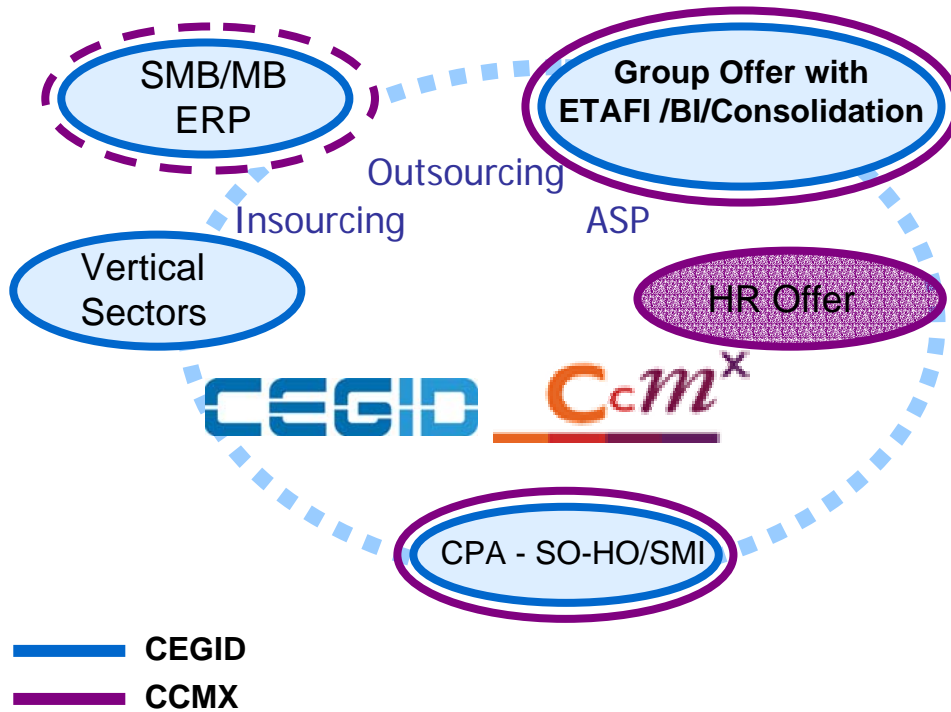 SMB/MB
ERP
Group Offer with
ETAFI /BI/Consolidation
Outsourcing
Insourcing
ASP
Vertical
Sectors
HR Offer
CEGID
CcMx
CPA - SO-HO/SMI
CEGID
CCMX